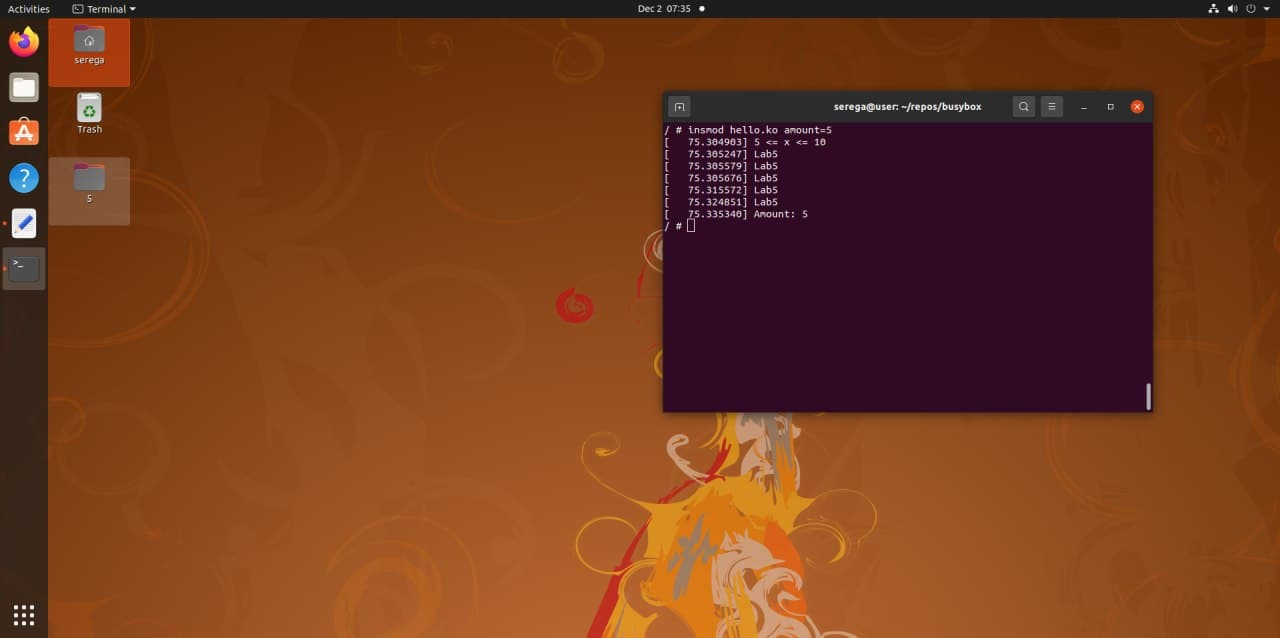 Activities
Terminal
Dec 2 07:35
serega
Trash
5
serega@user: ~/repos/busybox
/ # insmod hello.ko amount=5
[   75.304903] 5 <= x <= 10
[   75.305247] Lab5
[   75.305579] Lab5
[   75.305676] Lab5
[   75.315572] Lab5
[   75.324851] Lab5
[   75.335340] Amount: 5
/ #